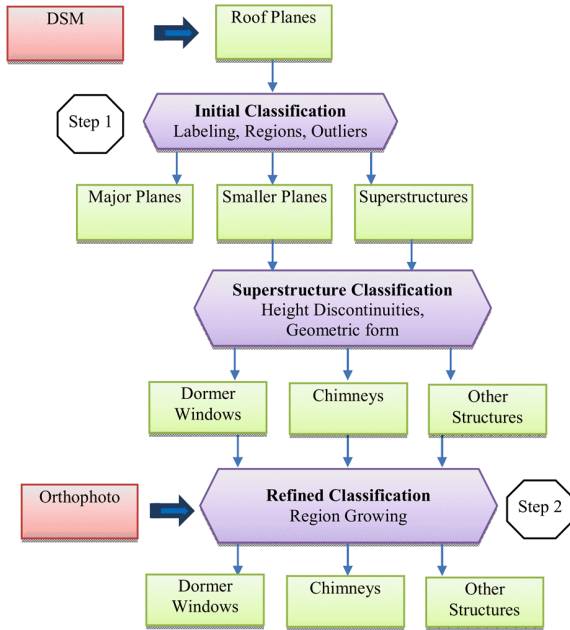 DSM
Roof Planes
Step 1
Initial Classification
Labeling, Regions, Outliers
Major Planes
Smaller Planes
Superstructures
Superstructure Classification
Height Discontinuities,
Geometric form
Dormer
Windows
Chimneys
Other
Structures
Orthophoto
Refined Classification
Region Growing
Step 2
Dormer
Windows
Chimneys
Other
Structures